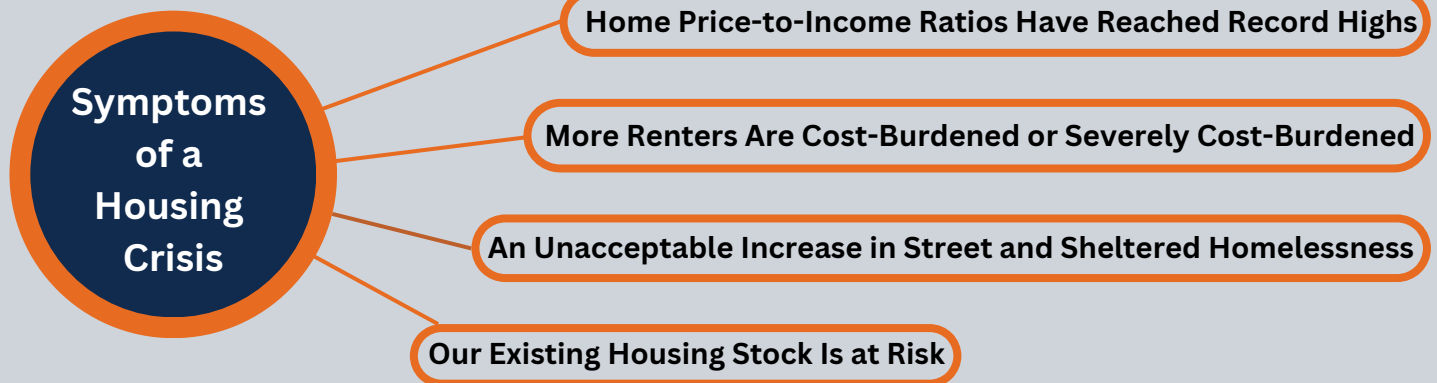 Symptoms
of a
Housing
Crisis
Home Price-to-Income Ratios Have Reached Record Highs
More Renters Are Cost-Burdened or Severely Cost-Burdened
An Unacceptable Increase in Street and Sheltered Homelessness
Our Existing Housing Stock Is at Risk